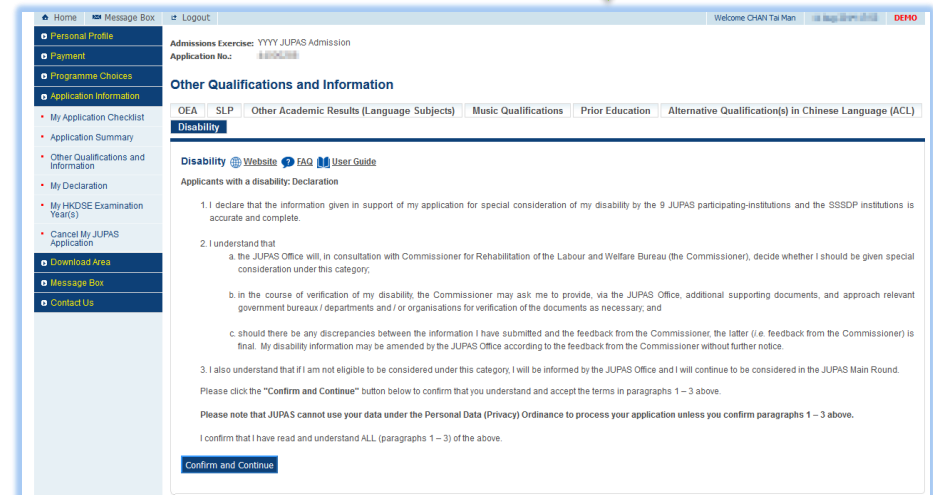 Home Message Box Logout Welcome CHAN Tai Man DEMO
Personal Profile
Payment
Programme Choices
Application Information
My Application Checklist
Application Summary
Other Qualifications and
Information
My Declaration
My HKDSE Examination
Year(s)
Cancel My JUPAS
Application
Download Area
Message Box
Contact Us
Admissions Exercise: YYYY JUPAS Admission
Application No.:
Other Qualifications and Information
OEA SLP Other Academic Results (Language Subjects) Music Qualifications Prior Education Alternative Qualification(s) in Chinese Language (ACL)
Disability
Disability Website FAQ User Guide
Applicants with a disability: Declaration
1. I declare that the information given in support of my application for special consideration of my disability by the 9 JUPAS participating-institutions and the SSSDP institutions is
accurate and complete.
2. I understand that
a. the JUPAS Office will, in consultation with Commissioner for Rehabilitation of the Labour and Welfare Bureau (the Commissioner), decide whether I should be given special
consideration under this category;
b. in the course of verification of my disability, the Commissioner may ask me to provide, via the JUPAS Office, additional supporting documents, and approach relevant
government bureaux / departments and / or organisations for verification of the documents as necessary; and
c. should there be any discrepancies between the information I have submitted and the feedback from the Commissioner, the latter (i.e. feedback from the Commissioner) is
final. My disability information may be amended by the JUPAS Office according to the feedback from the Commissioner without further notice.
3. I also understand that if I am not eligible to be considered under this category, I will be informed by the JUPAS Office and I will continue to be considered in the JUPAS Main Round.
Please click the "Confirm and Continue" button below to confirm that you understand and accept the terms in paragraphs 1 – 3 above.
Please note that JUPAS cannot use your data under the Personal Data (Privacy) Ordinance to process your application unless you confirm paragraphs 1 – 3 above.
I confirm that I have read and understand ALL (paragraphs 1 – 3) of the above.
Confirm and Continue